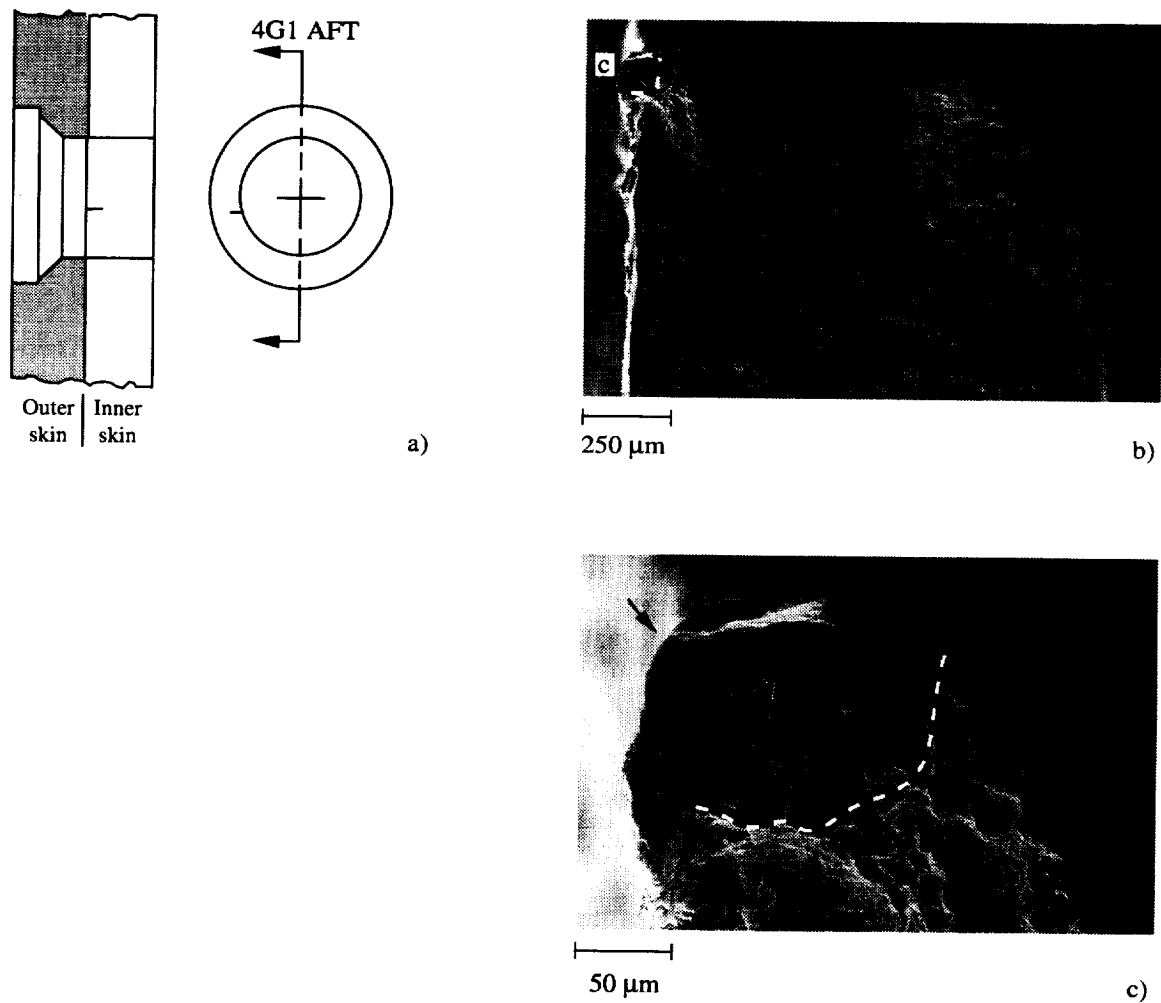 4G1 AFT
Outer skin
Inner skin
a)
c
250 μm
b)
50 μm
c)